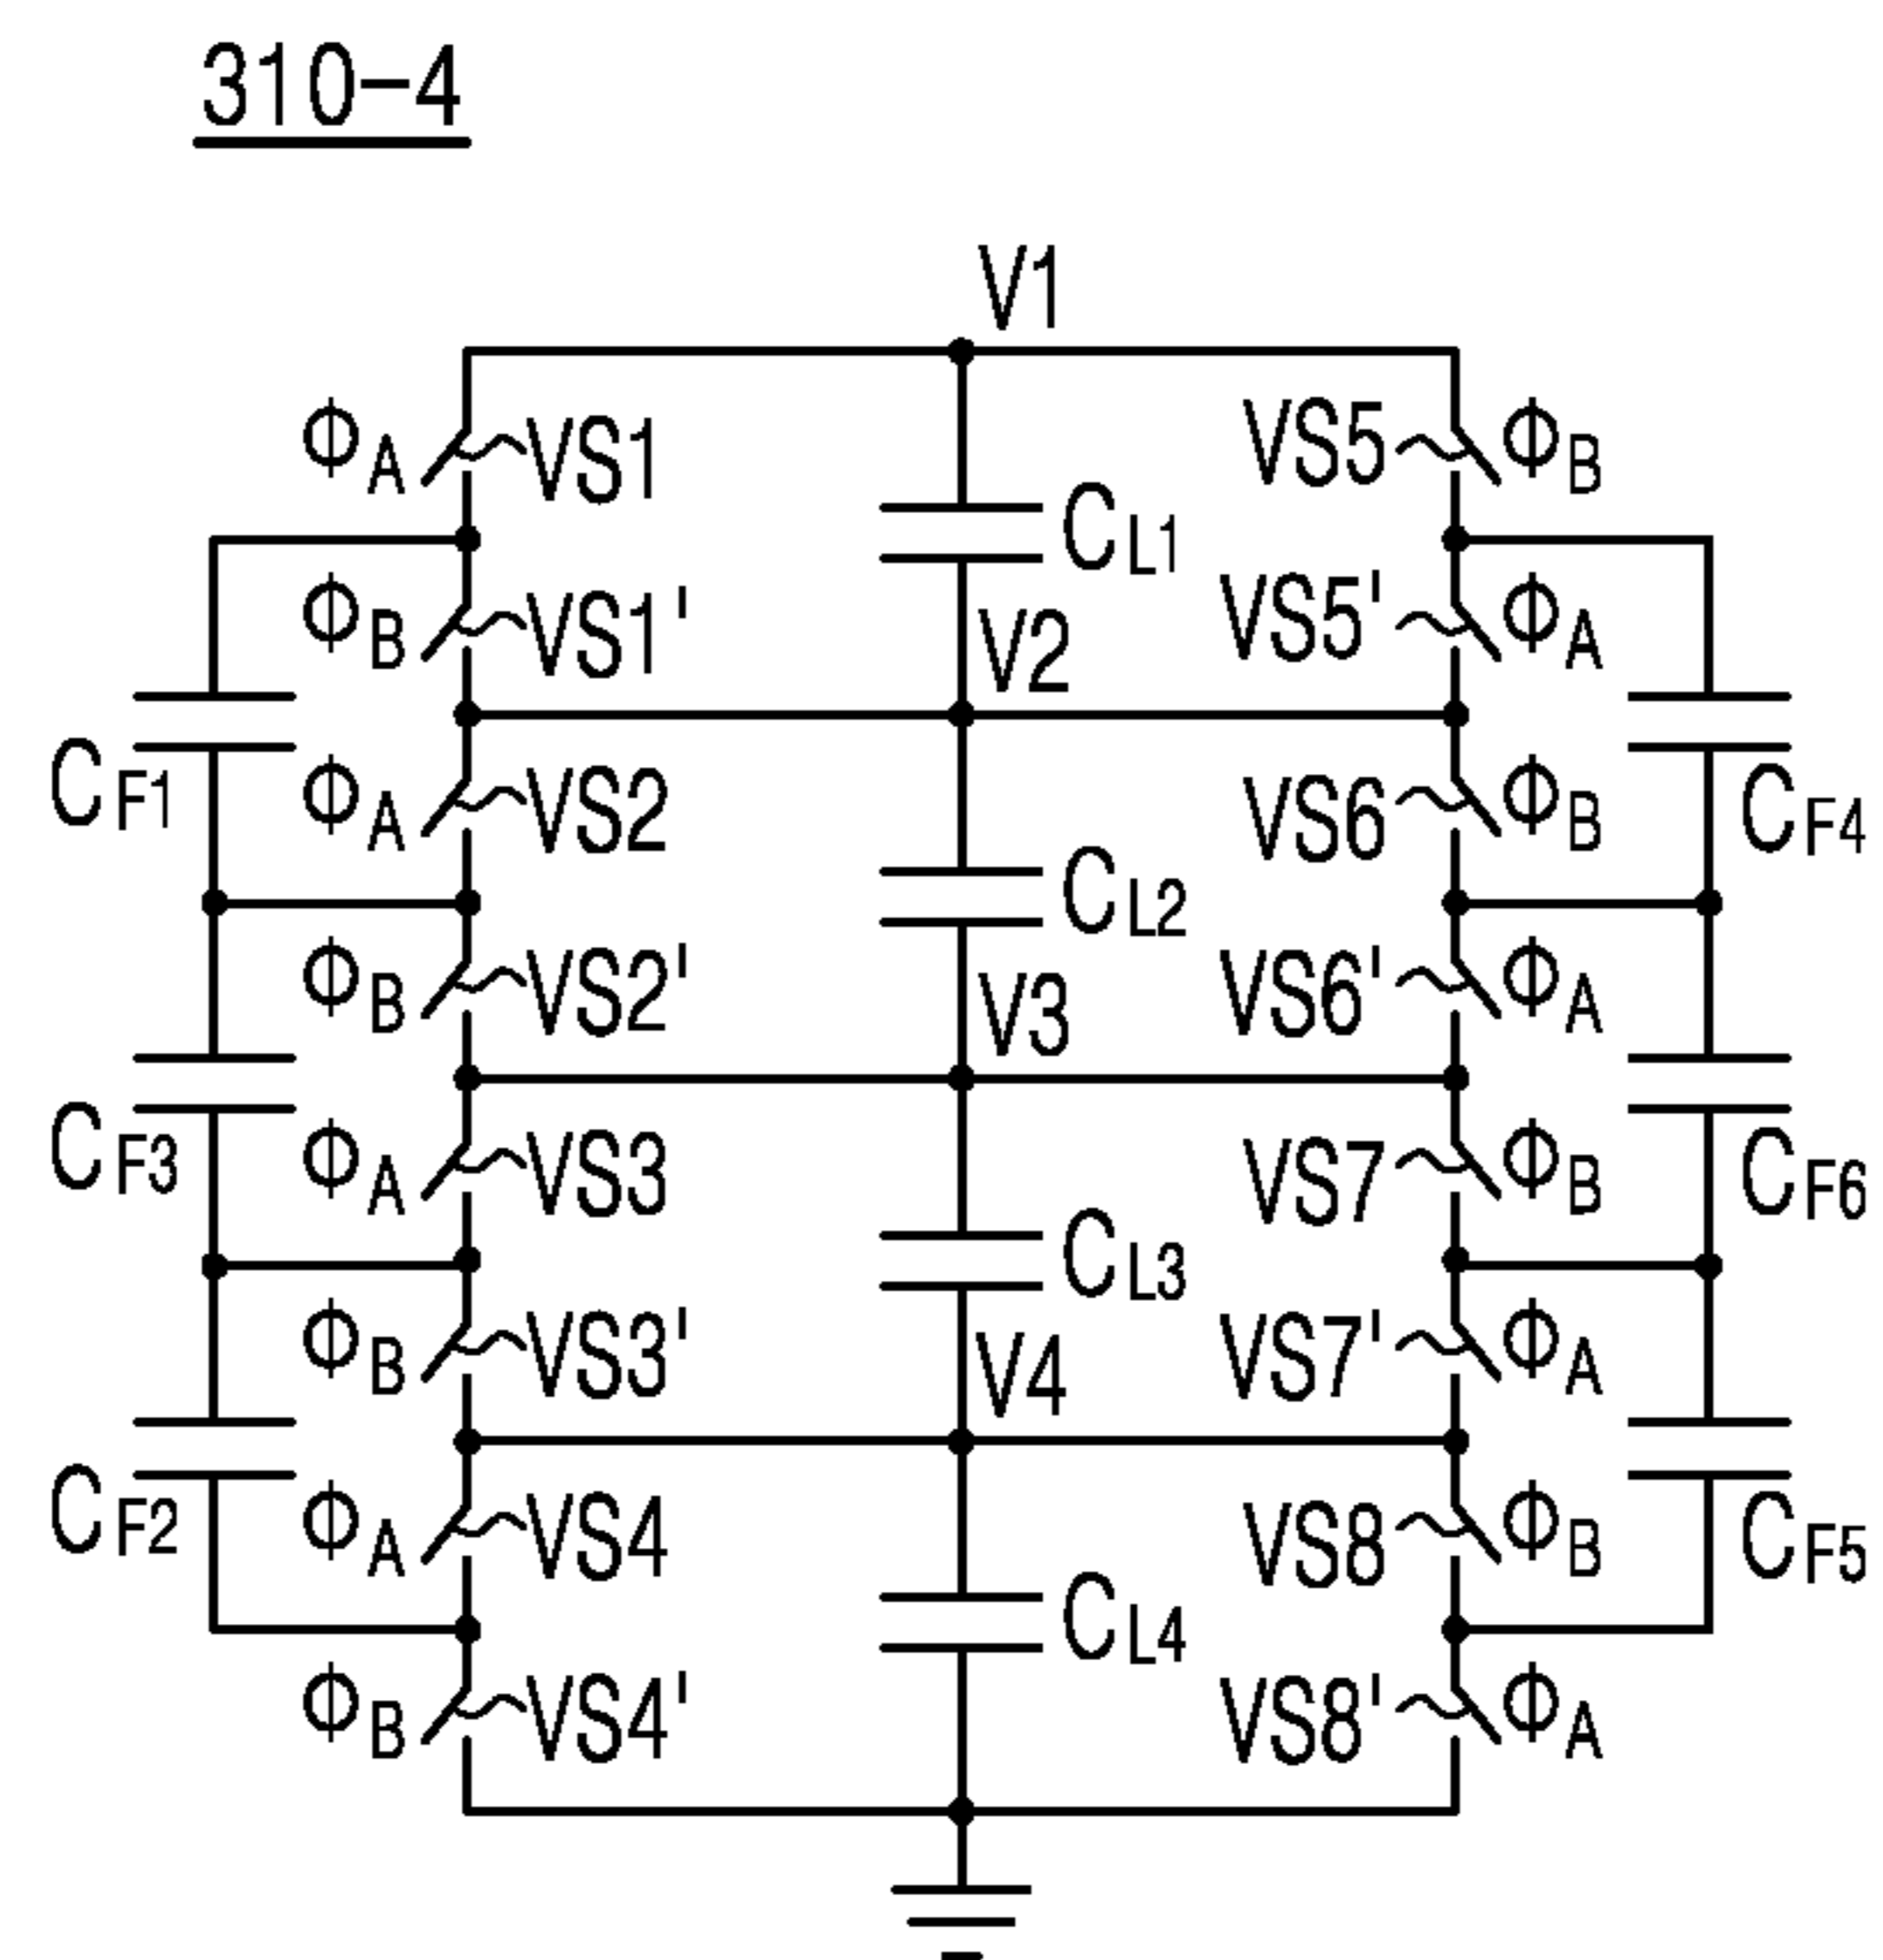 310-4
V1
ΦA VS1 VS5 ΦB
CL1
ΦB VS1' VS5' ΦA
V2
CF1 ΦA VS2 VS6 ΦB CF4
CL2
ΦB VS2' VS6' ΦA
V3
CF3 ΦA VS3 VS7 ΦB CF6
CL3
ΦB VS3' VS7' ΦA
V4
CF2 ΦA VS4 VS8 ΦB CF5
CL4
ΦB VS4' VS8' ΦA